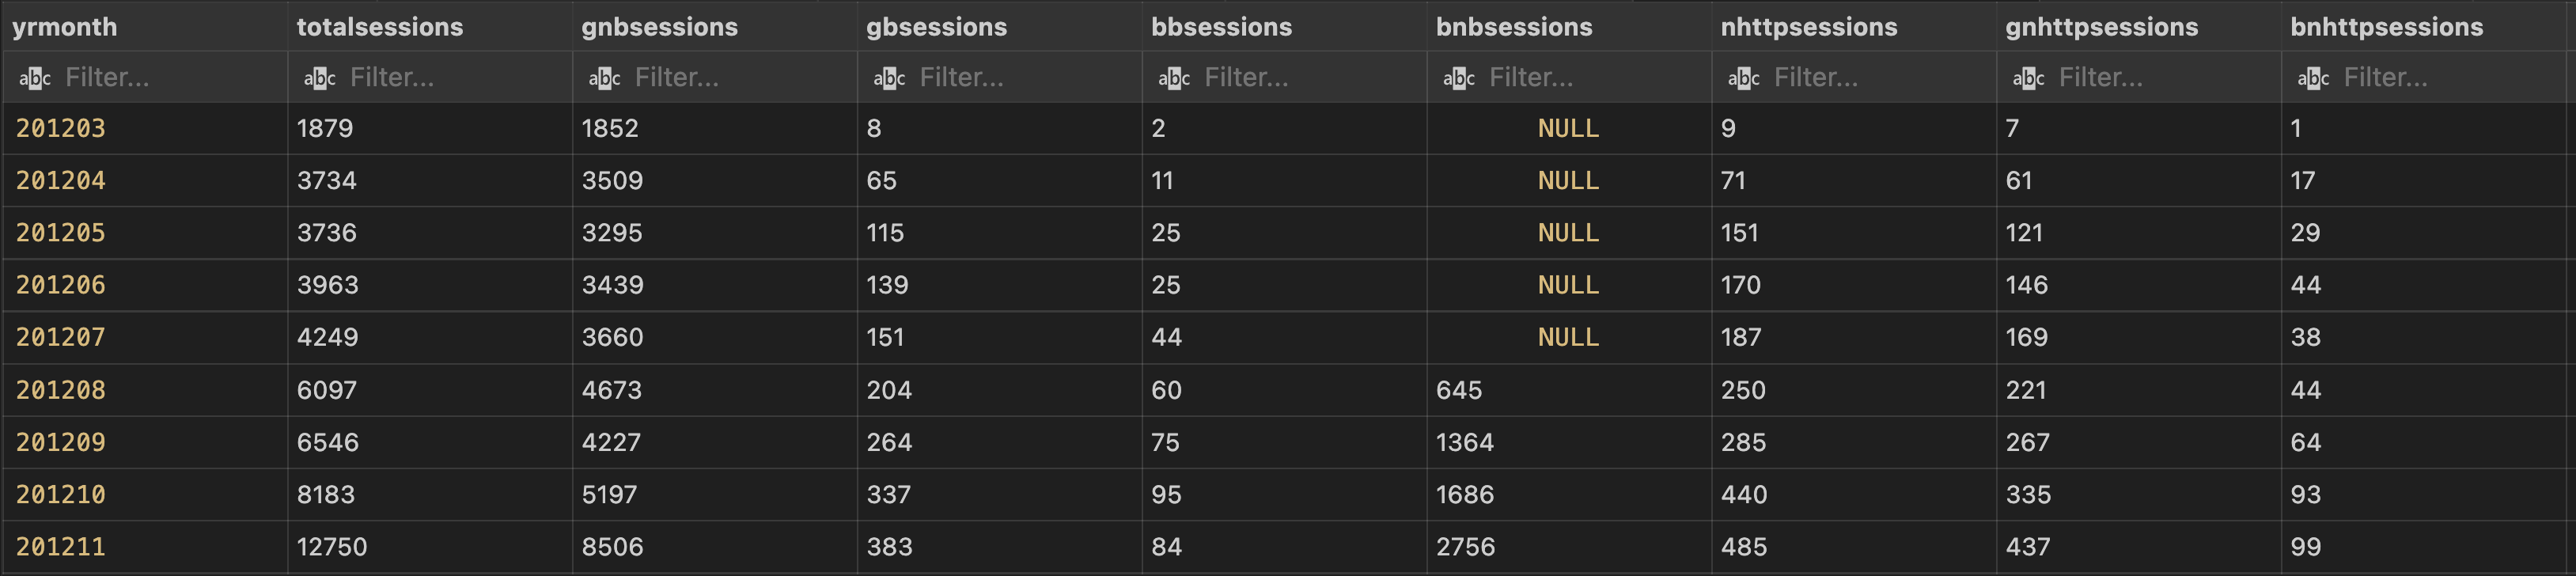 yrmonth totalsessions gnbsessions gbsessions bbsessions bnbsessions nhttpsessions gnhttpsessions bnhttpsessions
abc Filter... abc Filter... abc Filter... abc Filter... abc Filter... abc Filter... abc Filter... abc Filter... abc Filter...
201203 1879 1852 8 2 NULL 9 7 1
201204 3734 3509 65 11 NULL 71 61 17
201205 3736 3295 115 25 NULL 151 121 29
201206 3963 3439 139 25 NULL 170 146 44
201207 4249 3660 151 44 NULL 187 169 38
201208 6097 4673 204 60 645 250 221 44
201209 6546 4227 264 75 1364 285 267 64
201210 8183 5197 337 95 1686 440 335 93
201211 12750 8506 383 84 2756 485 437 99